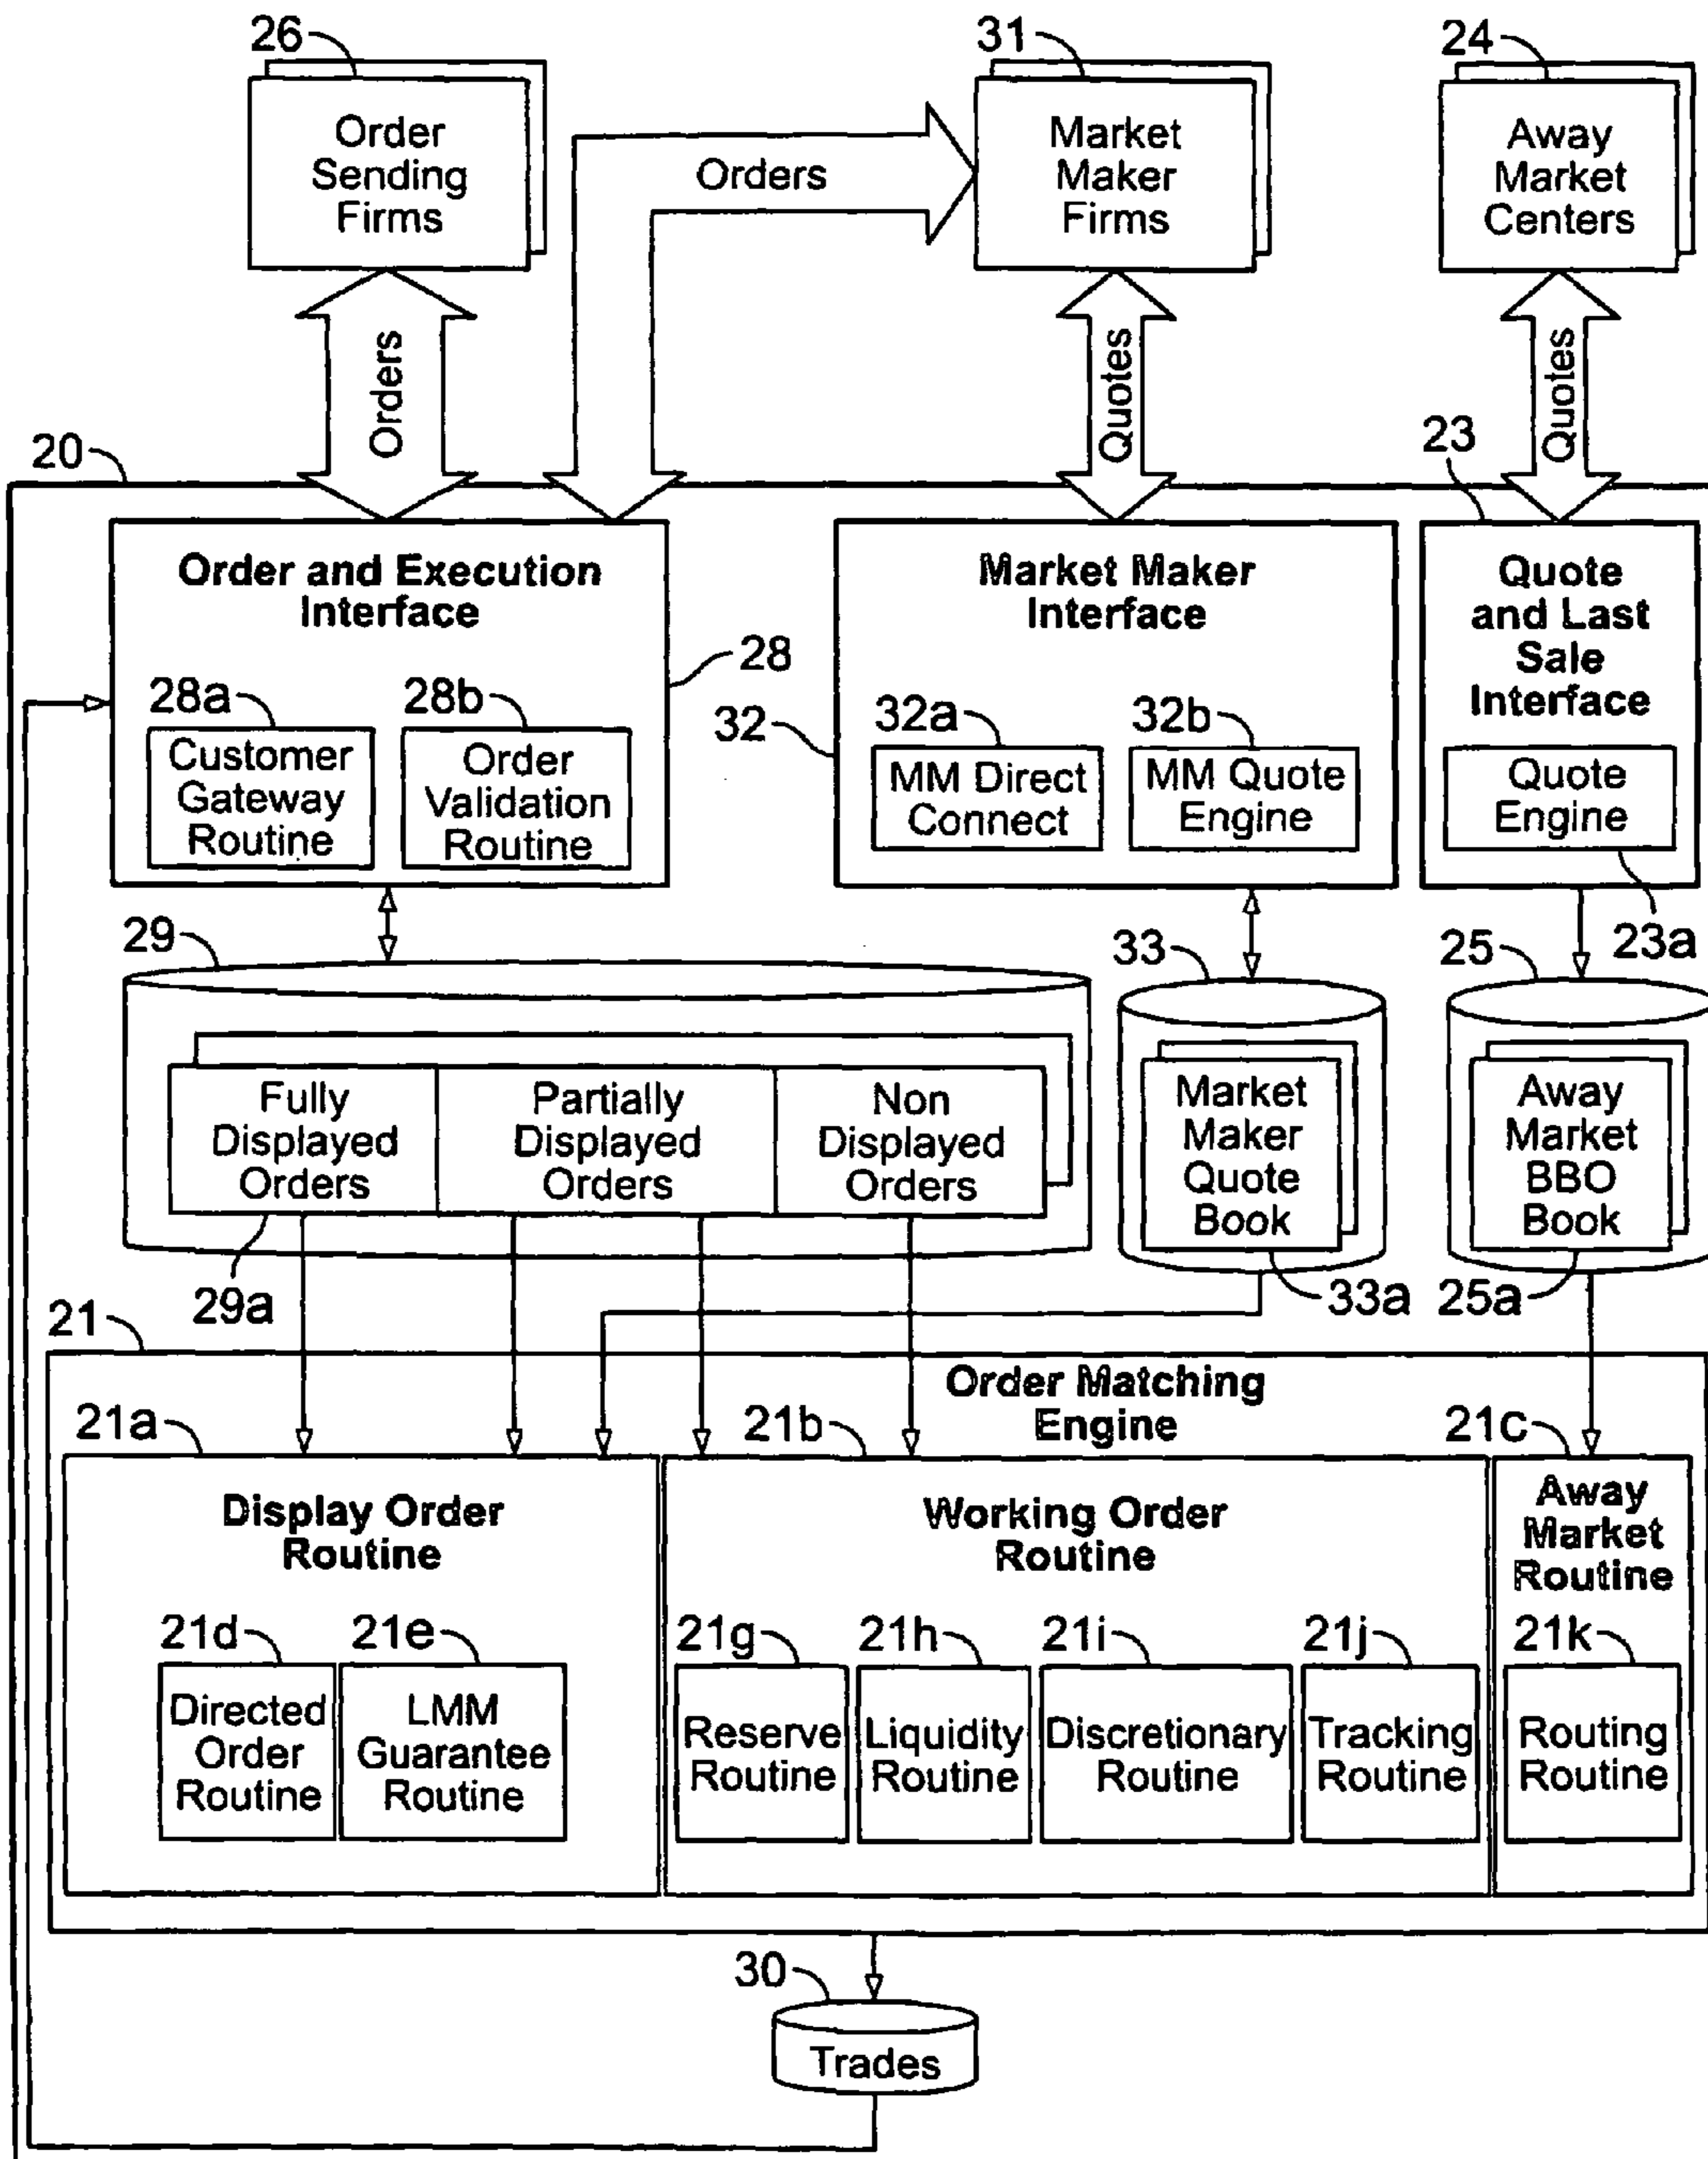 26
31
24
Order
Sending
Firms
Orders
Market
Maker
Firms
Away
Market
Centers
Orders
Quotes
Quotes
20
23
Order and Execution
Interface
28
28a
Customer
Gateway
Routine
28b
Order
Validation
Routine
Market Maker
Interface
32
32a
MM Direct
Connect
32b
MM Quote
Engine
Quote
and Last
Sale
Interface
Quote
Engine
23a
29
Fully
Displayed
Orders
Partially
Displayed
Orders
Non
Displayed
Orders
29a
33
Market
Maker
Quote
Book
33a
25
Away
Market
BBO
Book
25a
21
Order Matching
Engine
21a
Display Order
Routine
21d
Directed
Order
Routine
21e
LMM
Guarantee
Routine
21b
Working Order
Routine
21g
Reserve
Routine
21h
Liquidity
Routine
21i
Discretionary
Routine
21j
Tracking
Routine
21c
Away
Market
Routine
21k
Routing
Routine
30
Trades